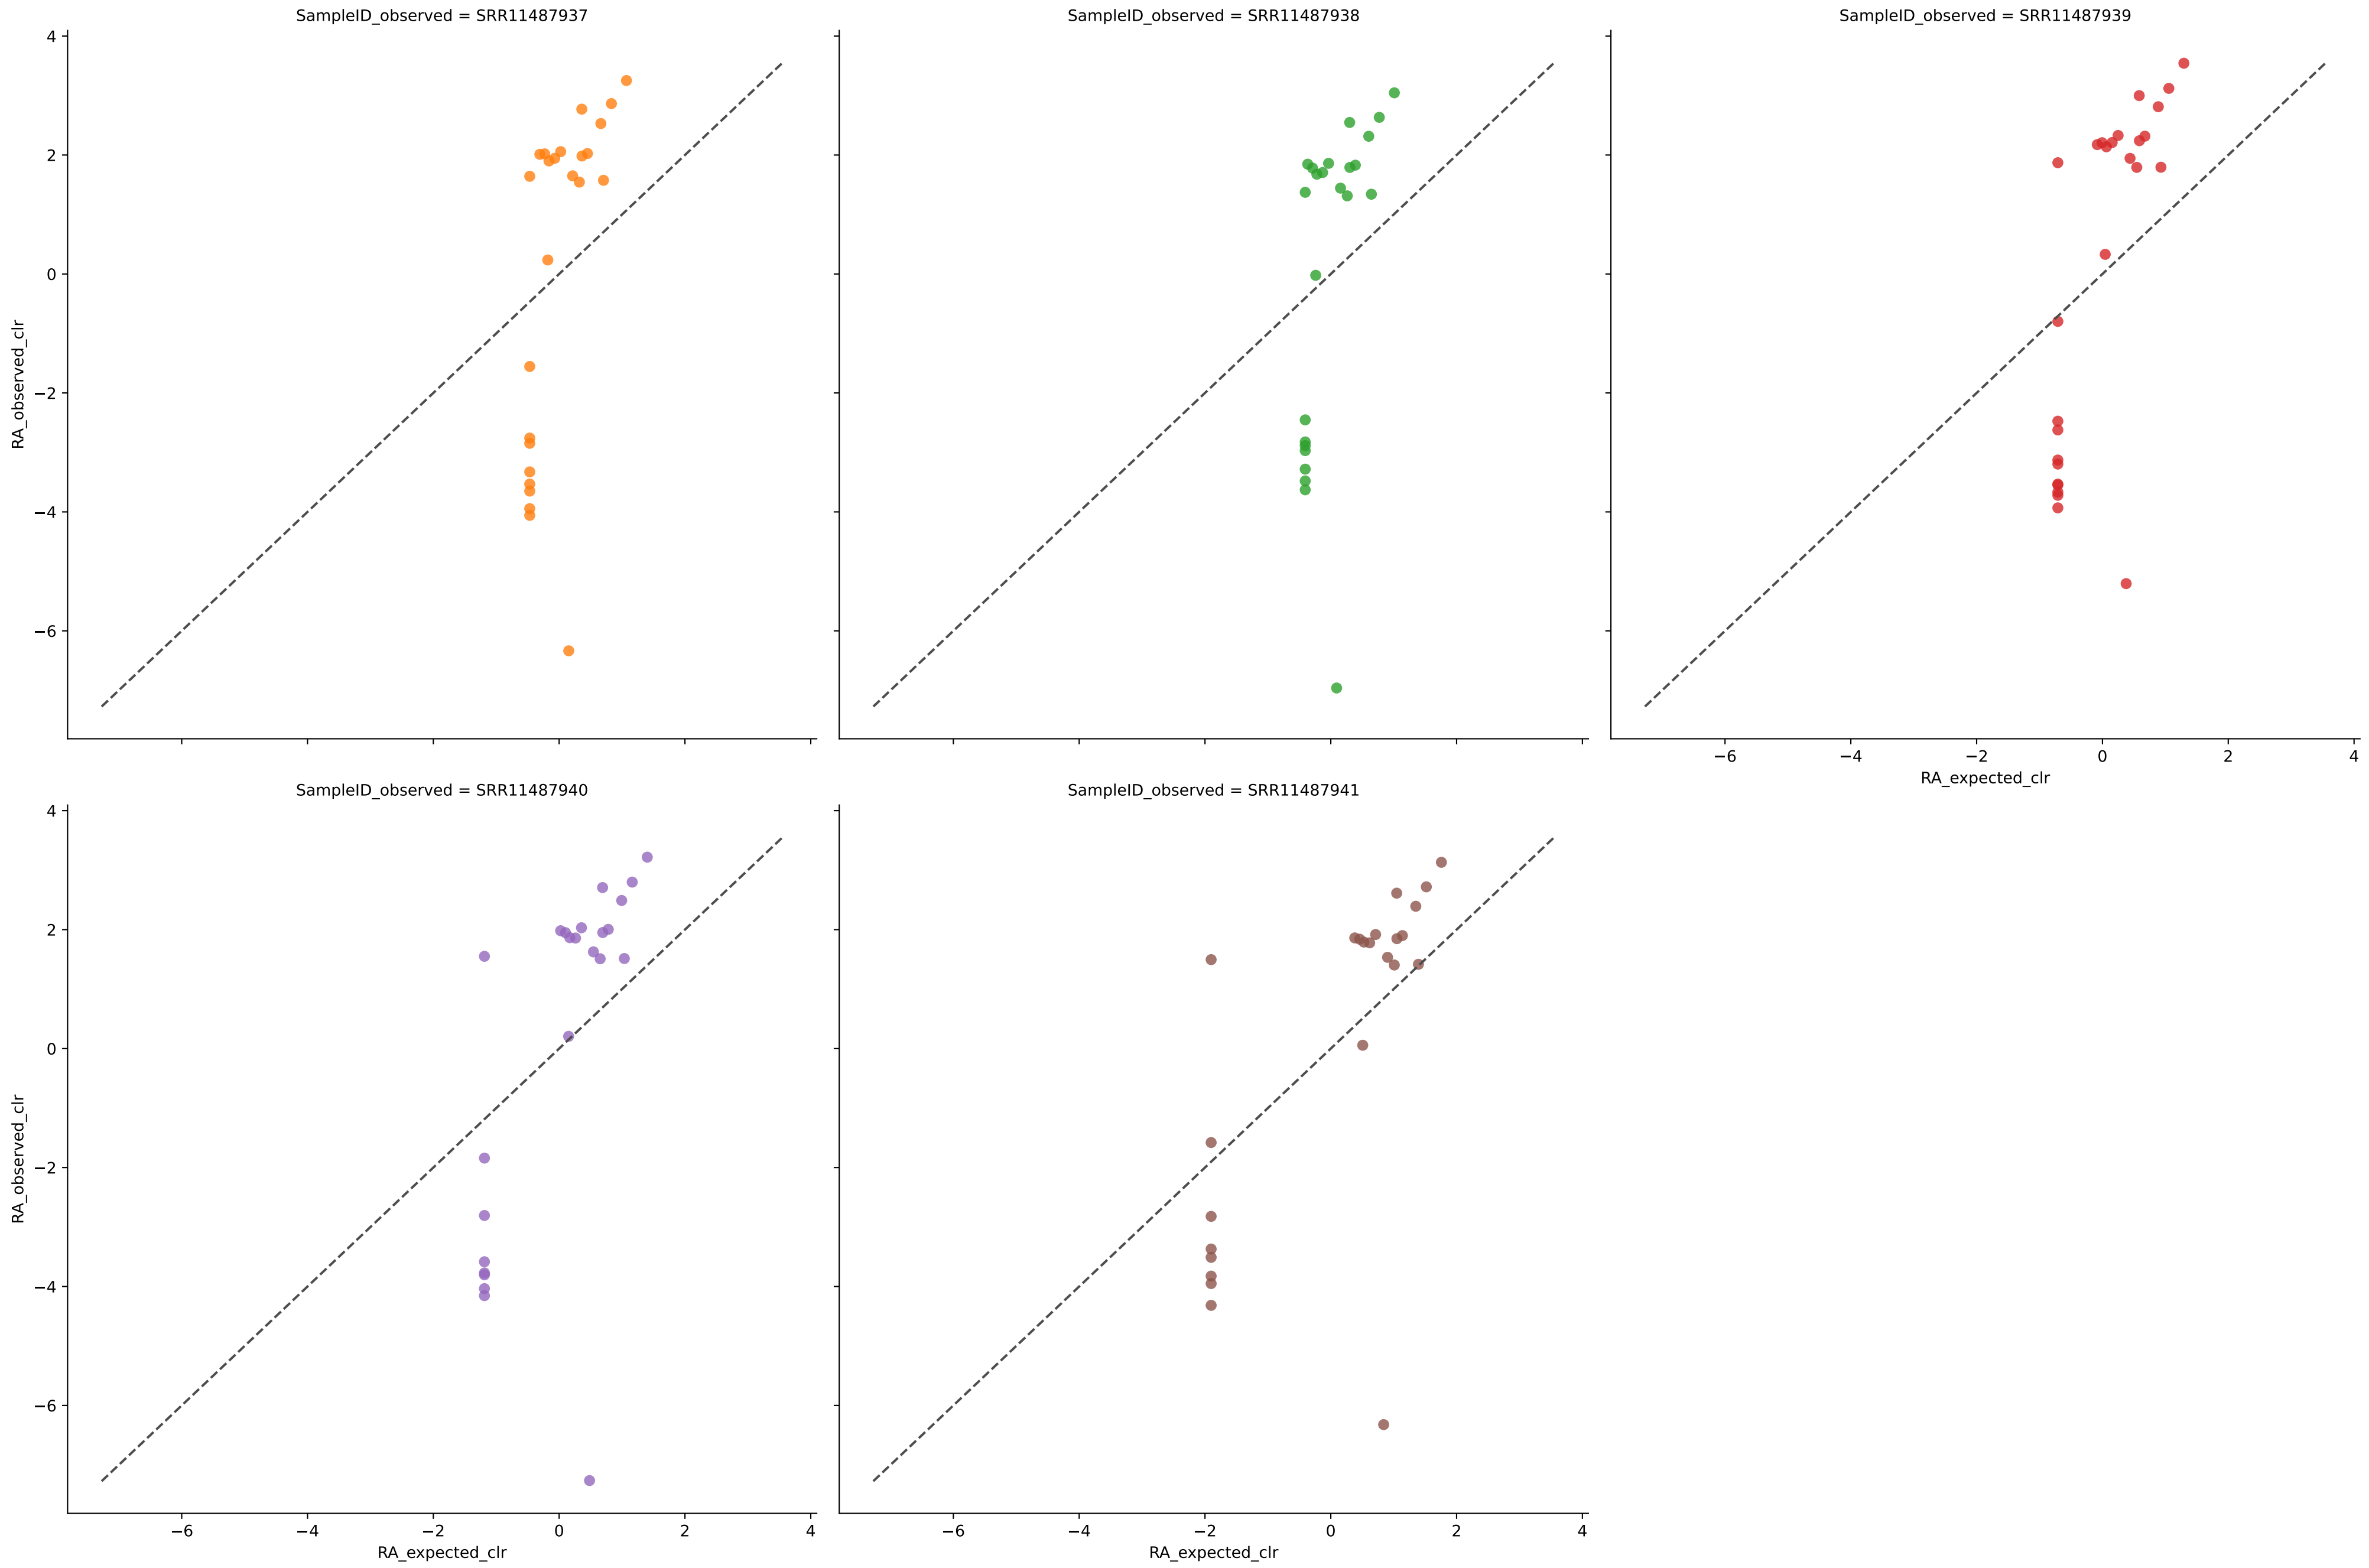 SampleID_observed = SRR11487937
SampleID_observed = SRR11487938
SampleID_observed = SRR11487939
4
2
0
−2
−4
−6
RA_observed_clr
−6 −4 −2 0 2 4
RA_expected_clr
SampleID_observed = SRR11487940
SampleID_observed = SRR11487941
4
2
0
−2
−4
−6
RA_observed_clr
−6 −4 −2 0 2 4
RA_expected_clr
−6 −4 −2 0 2 4
RA_expected_clr